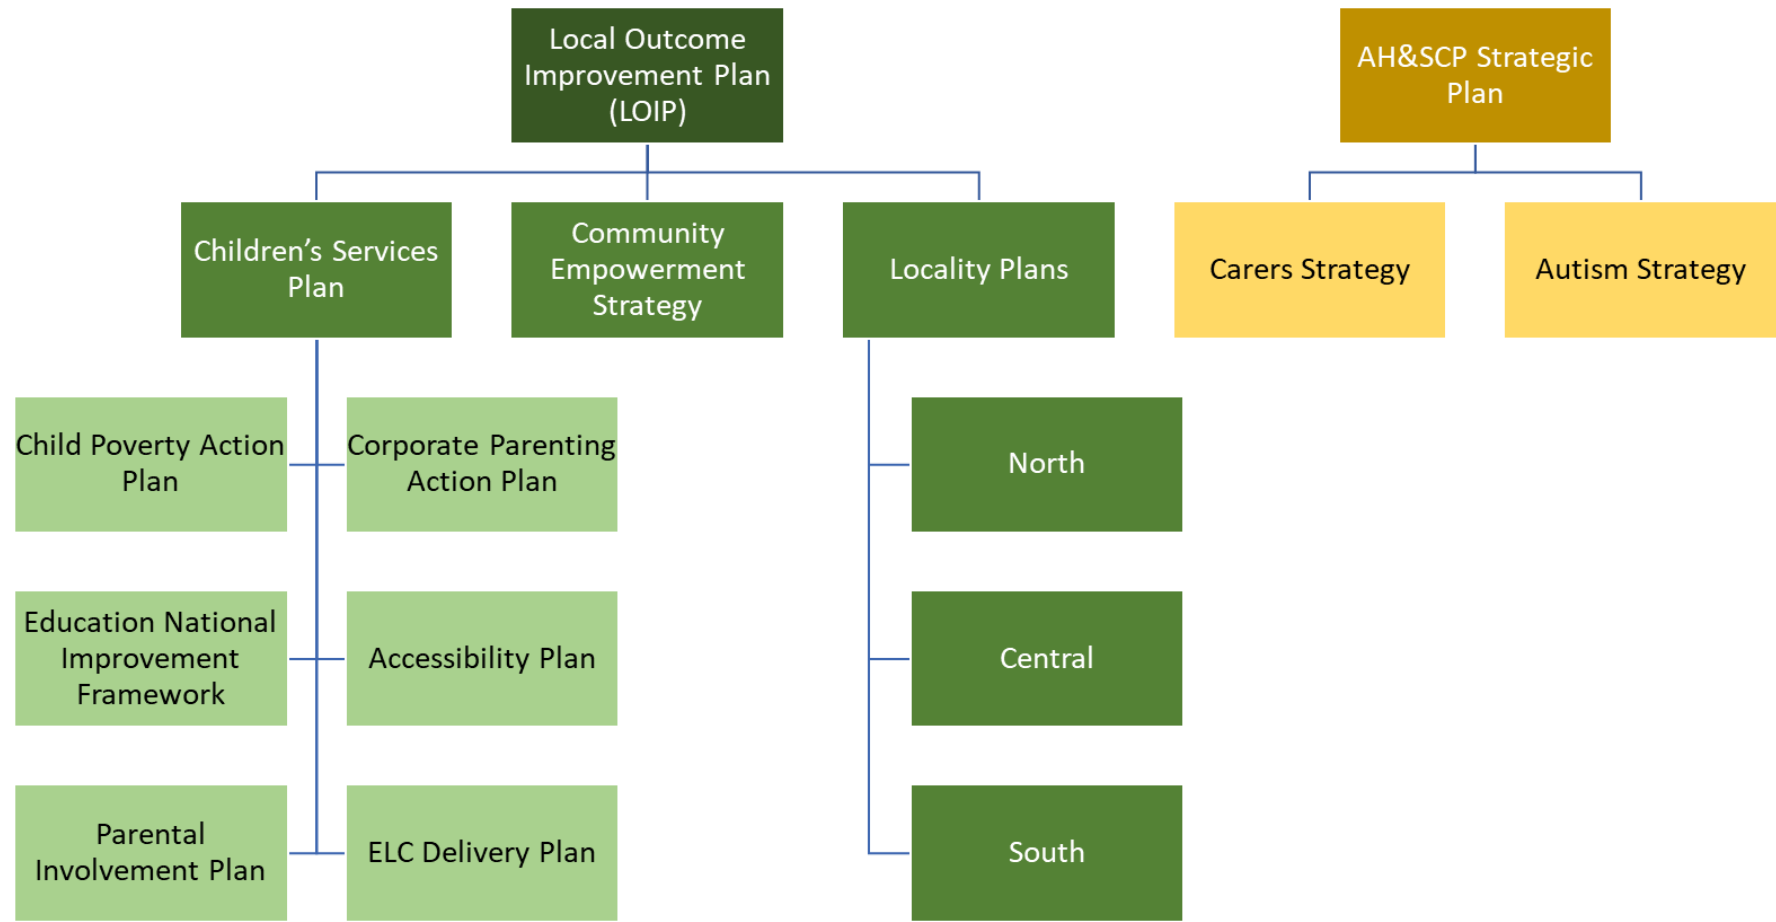 Local Outcome
Improvement Plan
(LOIP)
AH&SCP Strategic
Plan
Children’s Services
Plan
Community
Empowerment
Strategy
Locality Plans
Carers Strategy
Autism Strategy
Child Poverty Action
Plan
Corporate Parenting
Action Plan
North
Education National
Improvement
Framework
Accessibility Plan
Central
Parental
Involvement Plan
ELC Delivery Plan
South